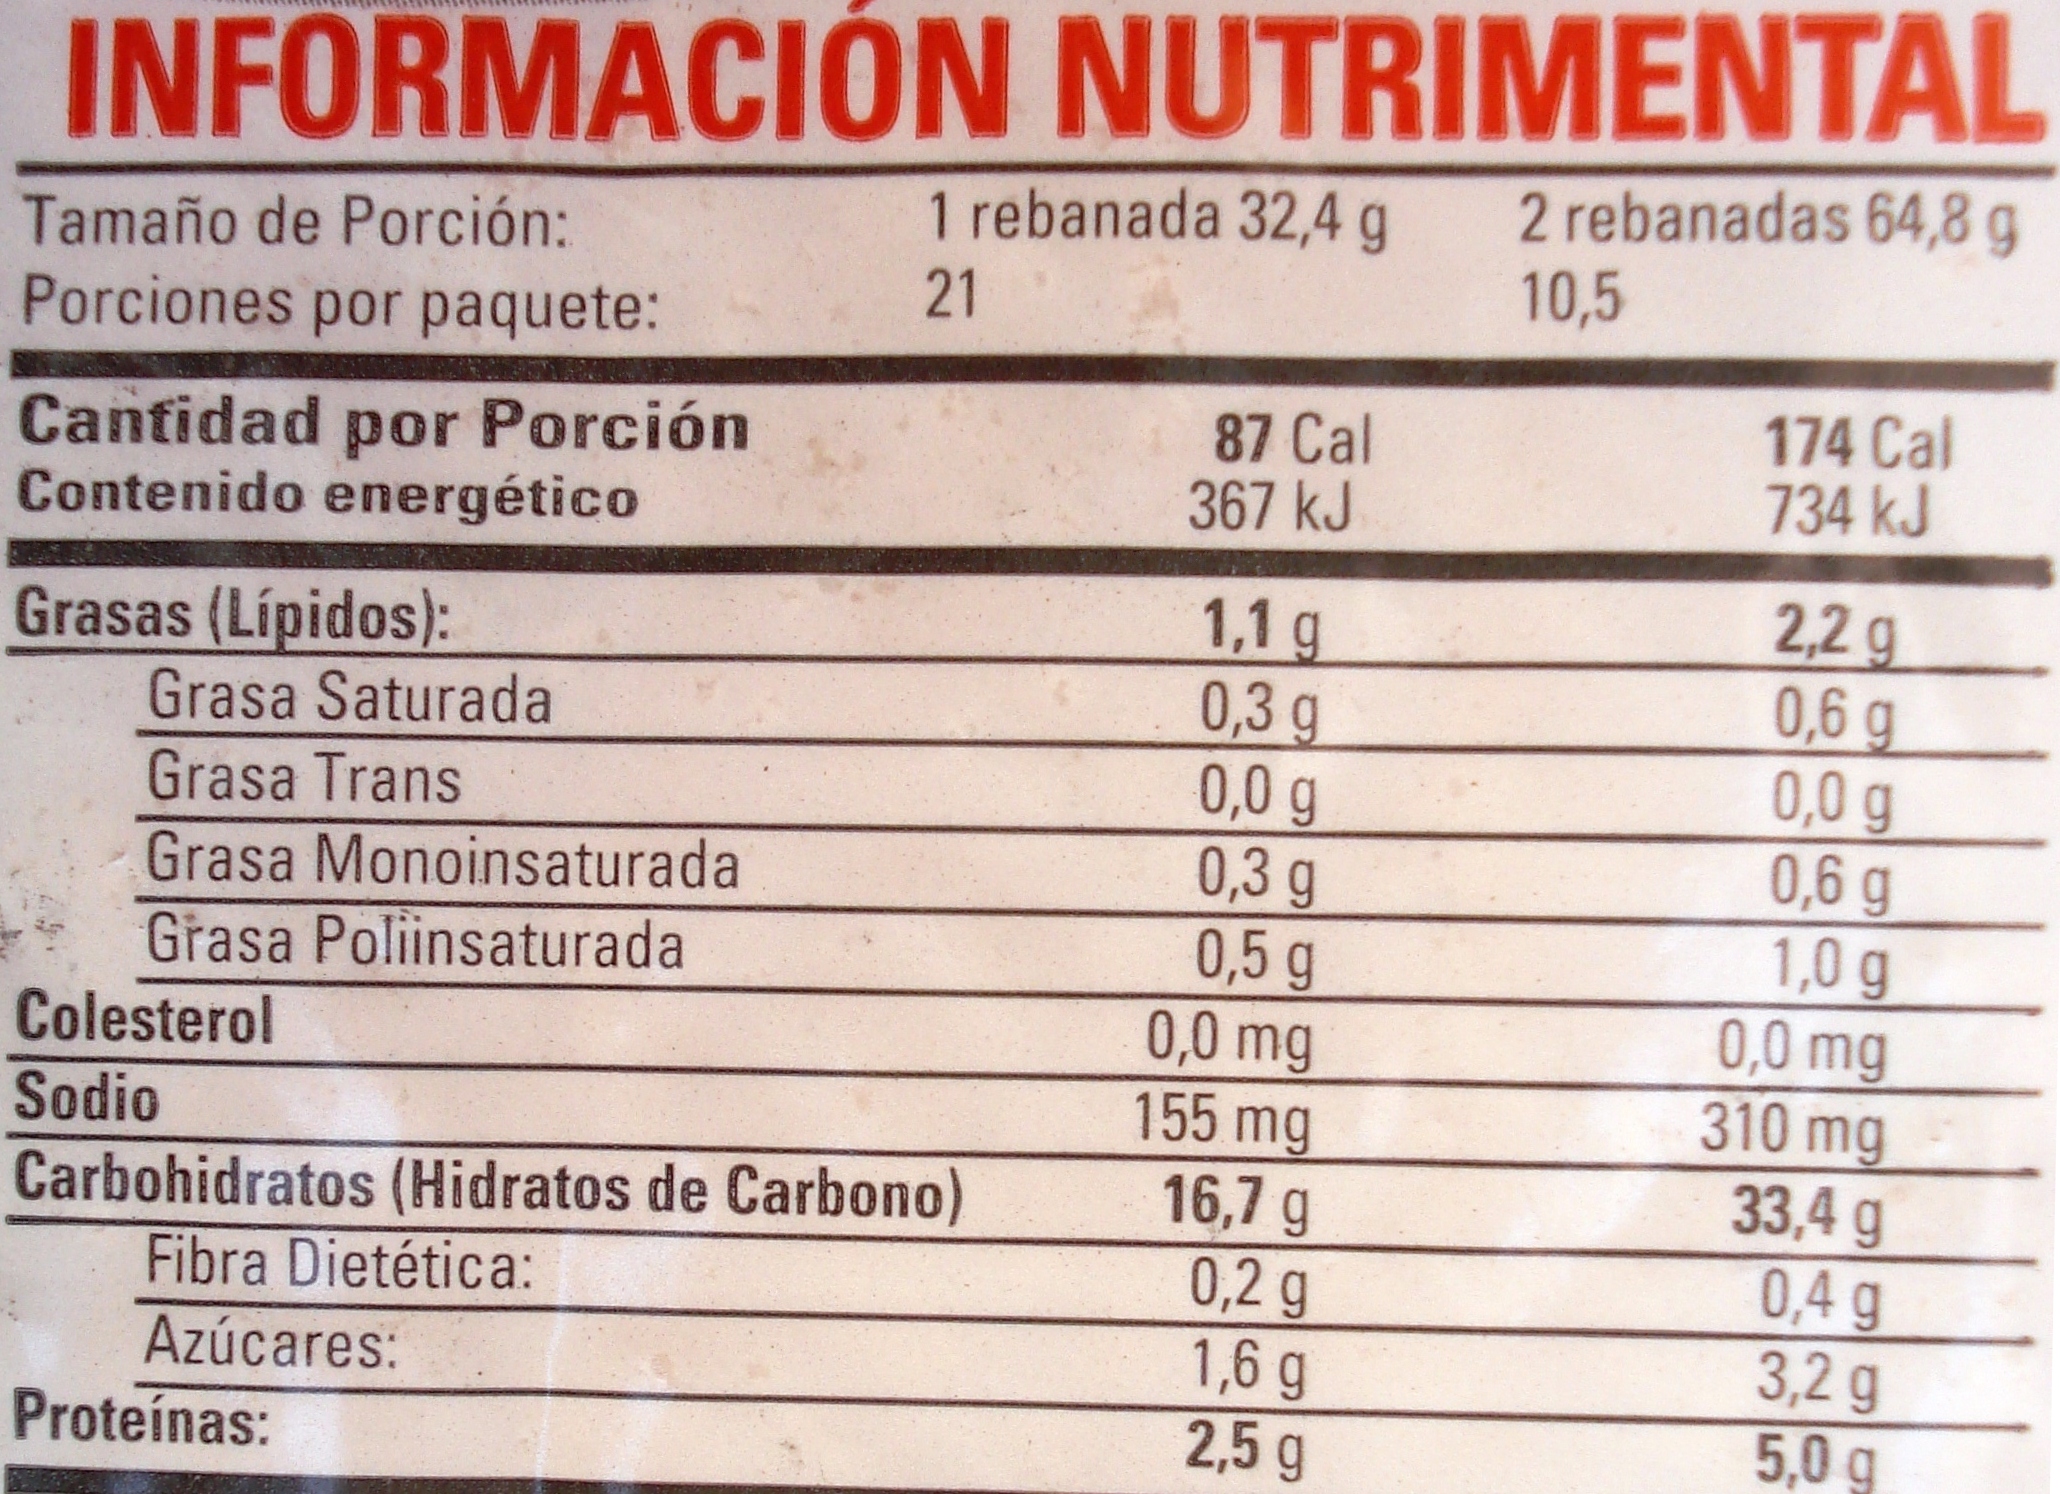 INFORMACIÓN NUTRIMENTAL
Tamaño de Porción: 1 rebanada 32,4 g 2 rebanadas 64,8 g
Porciones por paquete: 21 10,5
Cantidad por Porción 87 Cal 174 Cal
Contenido energético 367 kJ 734 kJ
Grasas (Lípidos): 1,1 g 2,2 g
Grasa Saturada 0,3 g 0,6 g
Grasa Trans 0,0 g 0,0 g
Grasa Monoinsaturada 0,3 g 0,6 g
Grasa Poliinsaturada 0,5 g 1,0 g
Colesterol 0,0 mg 0,0 mg
Sodio 155 mg 310 mg
Carbohidratos (Hidratos de Carbono) 16,7 g 33,4 g
Fibra Dietética: 0,2 g 0,4 g
Azúcares: 1,6 g 3,2 g
Proteínas: 2,5 g 5,0 g